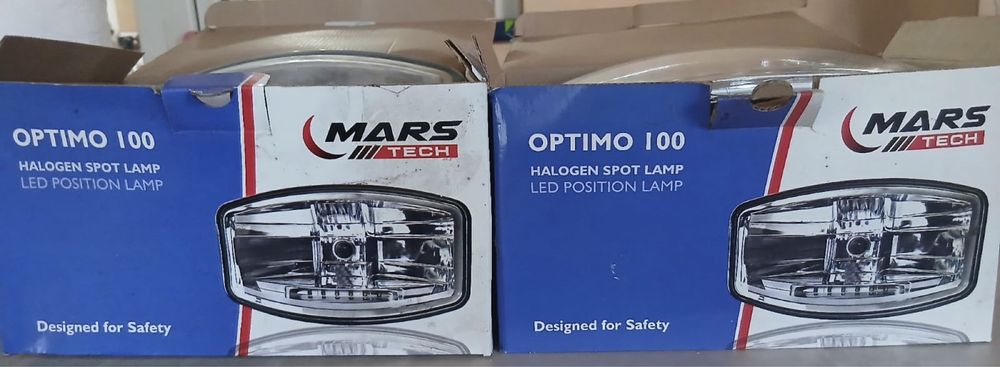 OPTIMO 100
HALOGEN SPOT LAMP
LED POSITION LAMP
MARS
TECH
Designed for Safety
OPTIMO 100
HALOGEN SPOT LAMP
LED POSITION LAMP
MARS
TECH
Designed for Safety